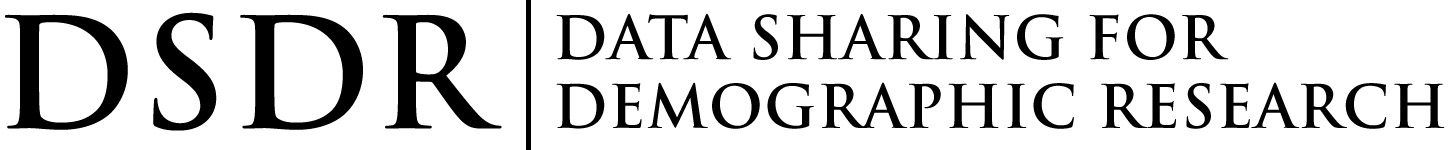 DSDR
DATA SHARING FOR
DEMOGRAPHIC RESEARCH